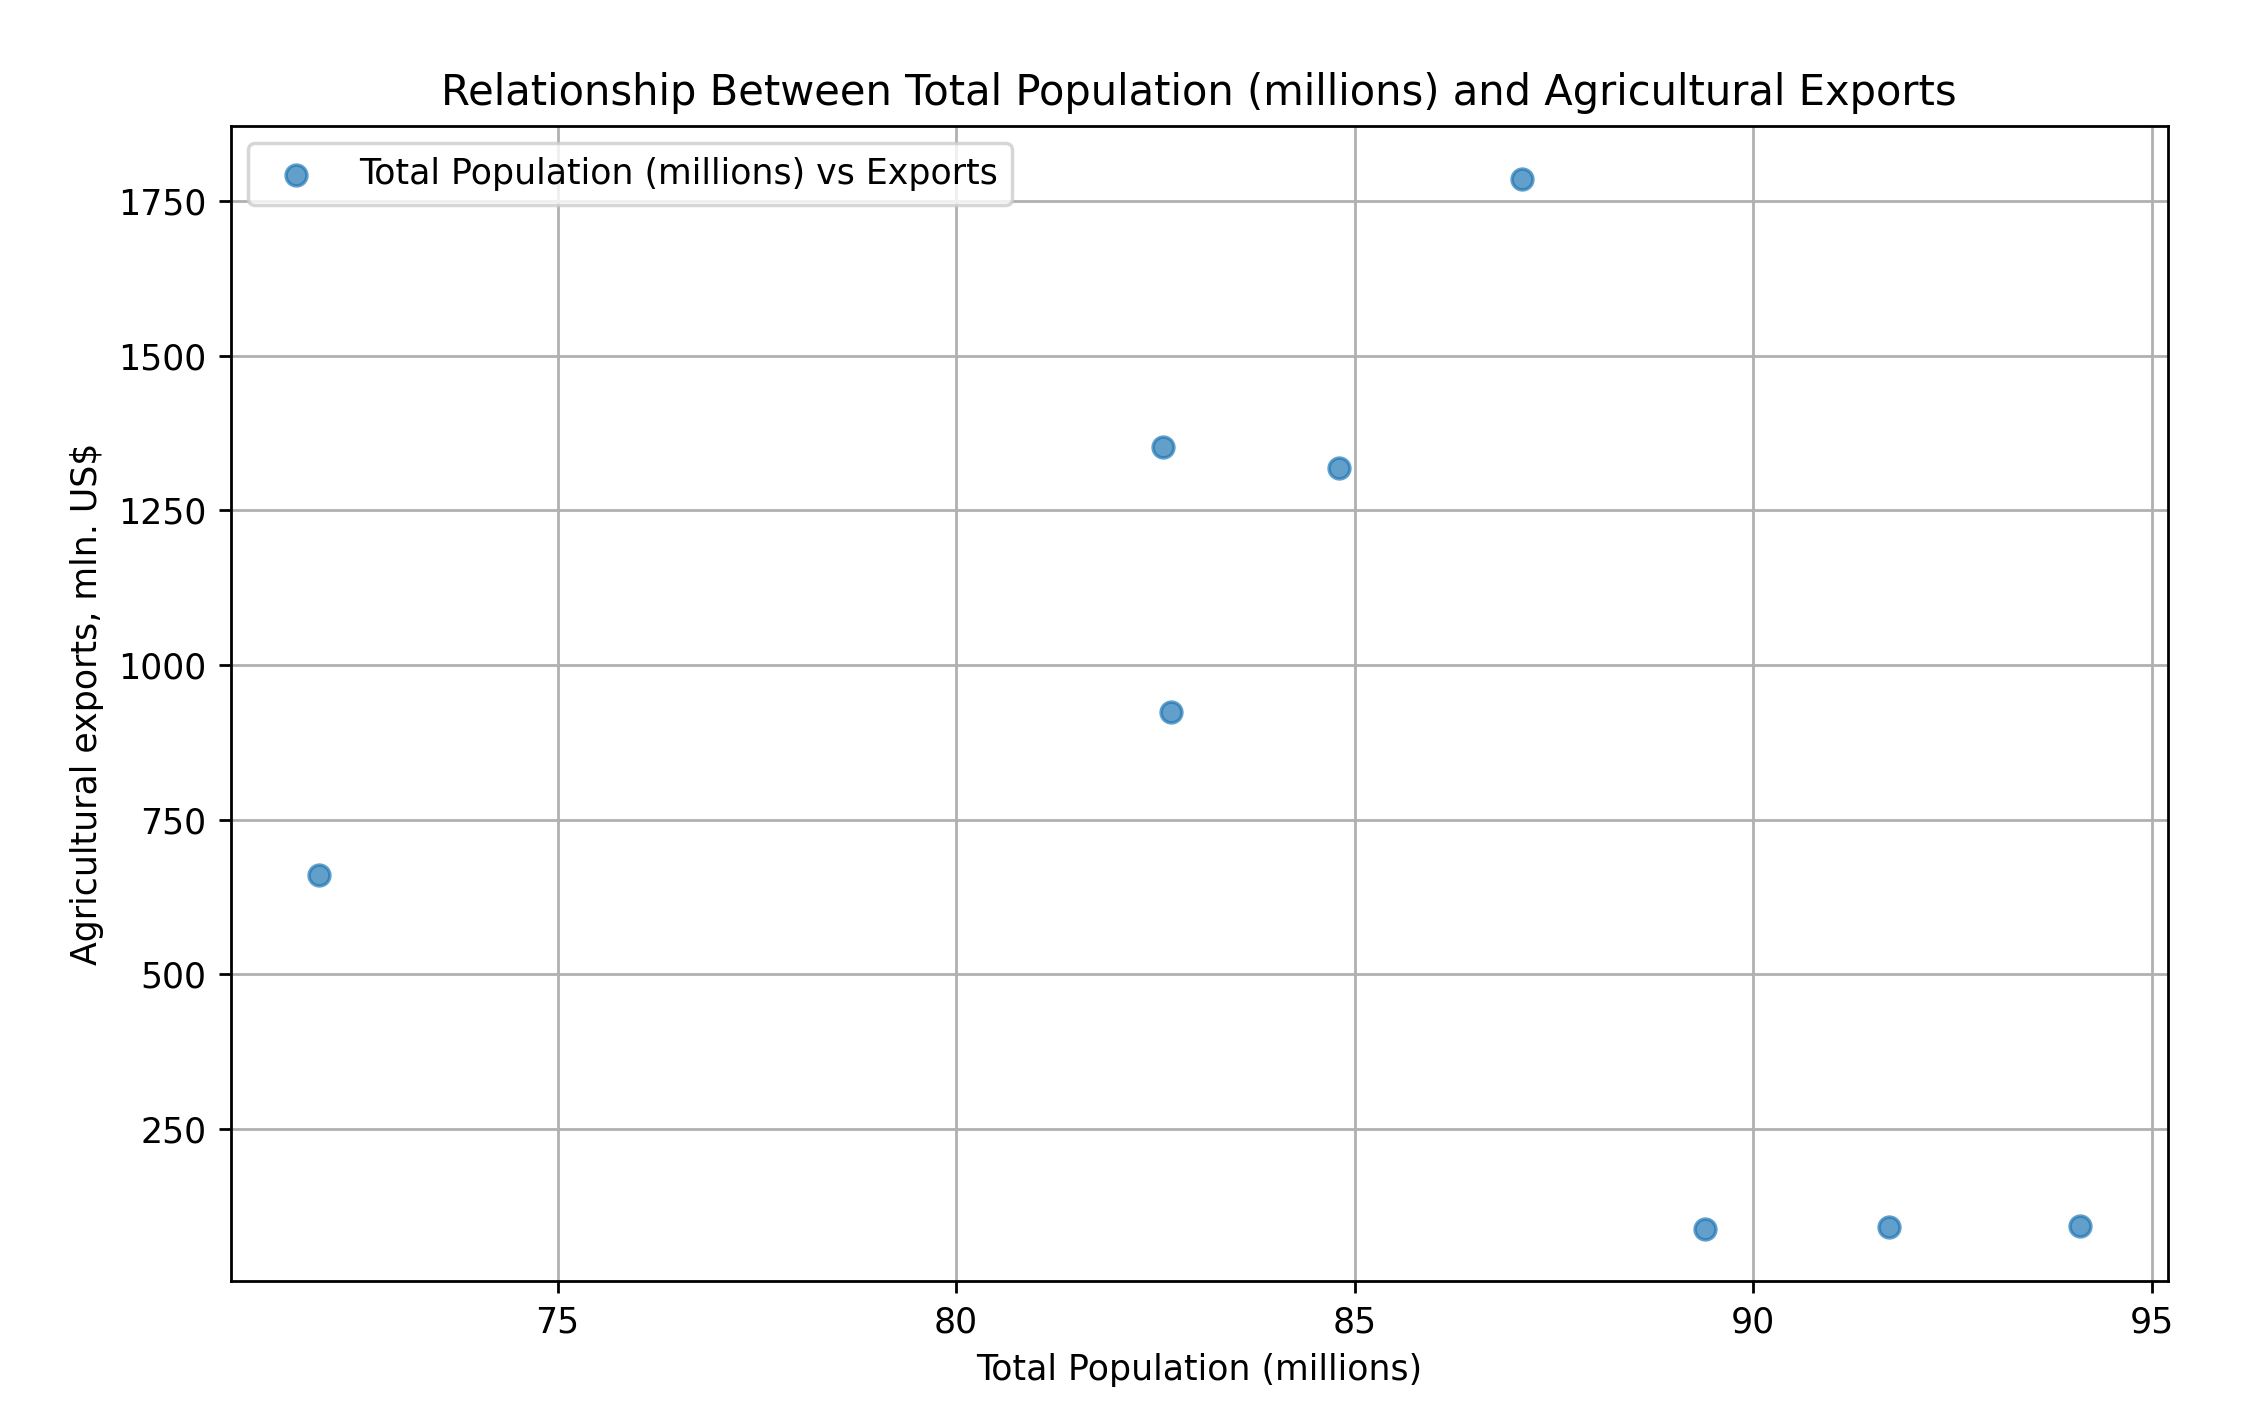 Relationship Between Total Population (millions) and Agricultural Exports
Total Population (millions) vs Exports
Agricultural exports, mln. US$
1750
1500
1250
1000
750
500
250
75 80 85 90 95
Total Population (millions)